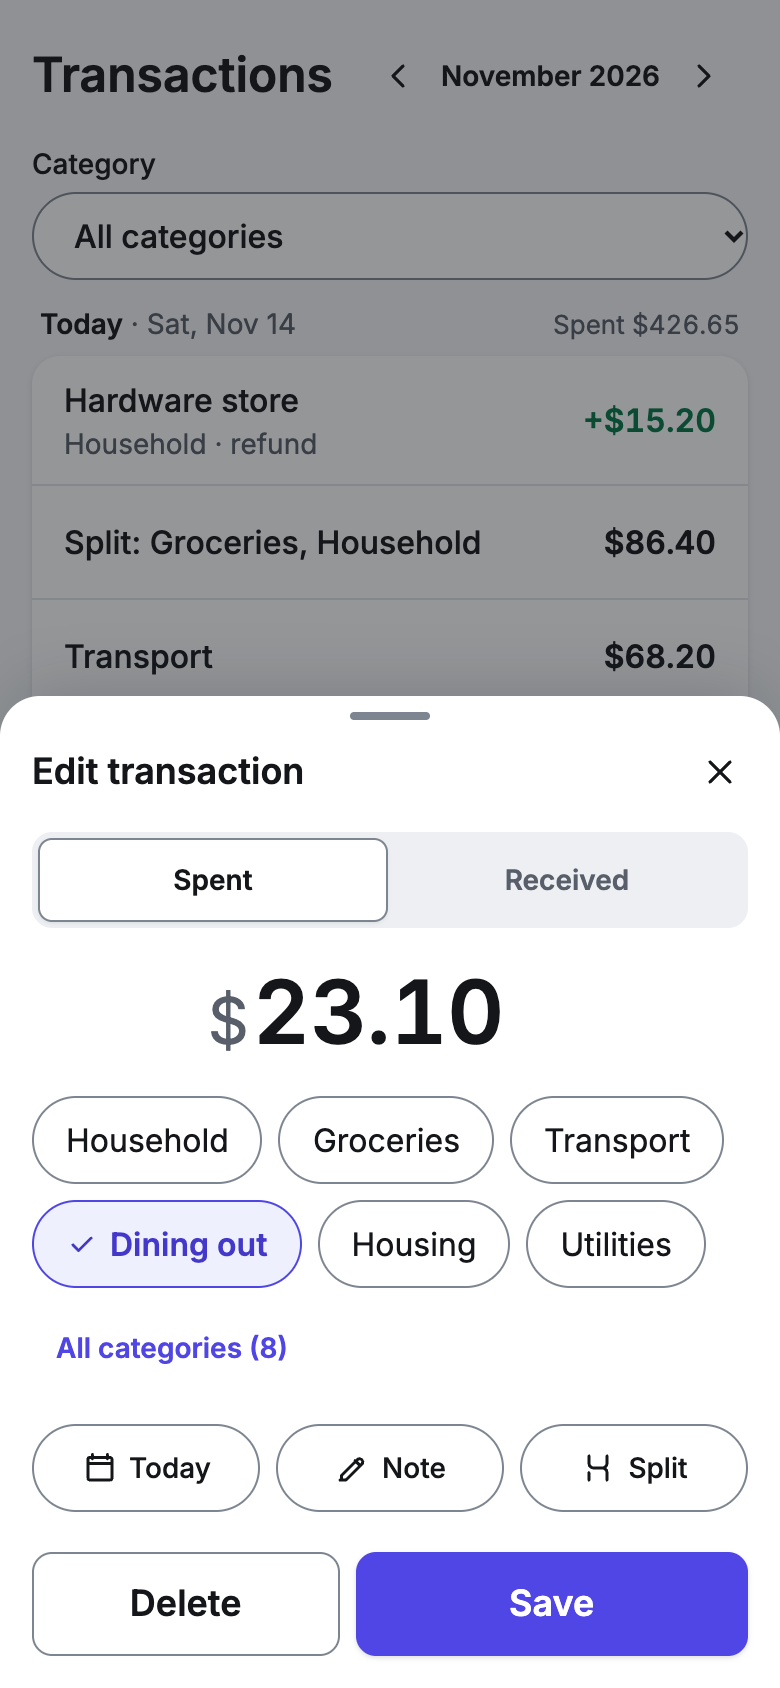 Transactions
November 2026
Category
All categories
Today · Sat, Nov 14
Spent $426.65
Hardware store
Household · refund
+$15.20
Split: Groceries, Household
$86.40
Transport
$68.20
Edit transaction
Spent
Received
$23.10
Household
Groceries
Transport
Dining out
Housing
Utilities
All categories (8)
Today
Note
Split
Delete
Save